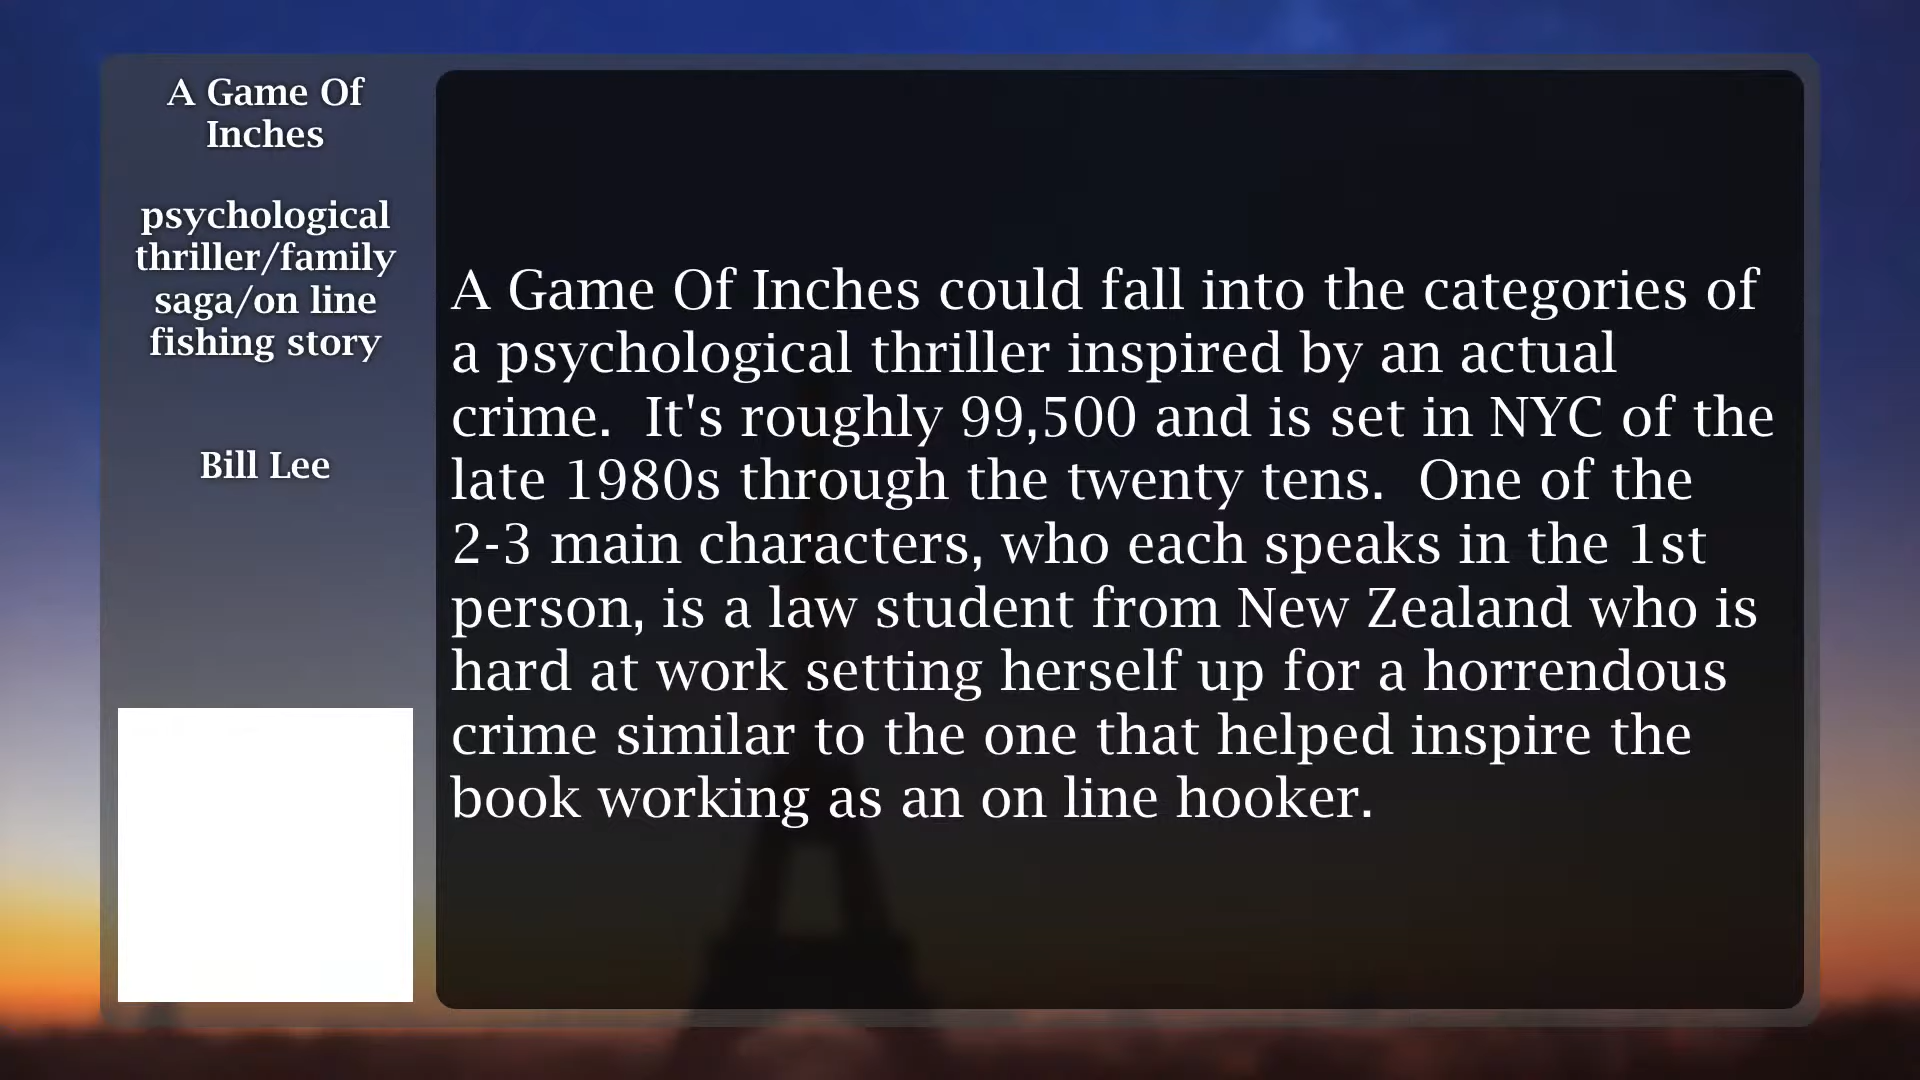 A Game Of
Inches
psychological
thriller/family
saga/on line
fishing story
Bill Lee
A Game Of Inches could fall into the categories of
a psychological thriller inspired by an actual
crime.  It's roughly 99,500 and is set in NYC of the
late 1980s through the twenty tens.  One of the
2-3 main characters, who each speaks in the 1st
person, is a law student from New Zealand who is
hard at work setting herself up for a horrendous
crime similar to the one that helped inspire the
book working as an on line hooker.